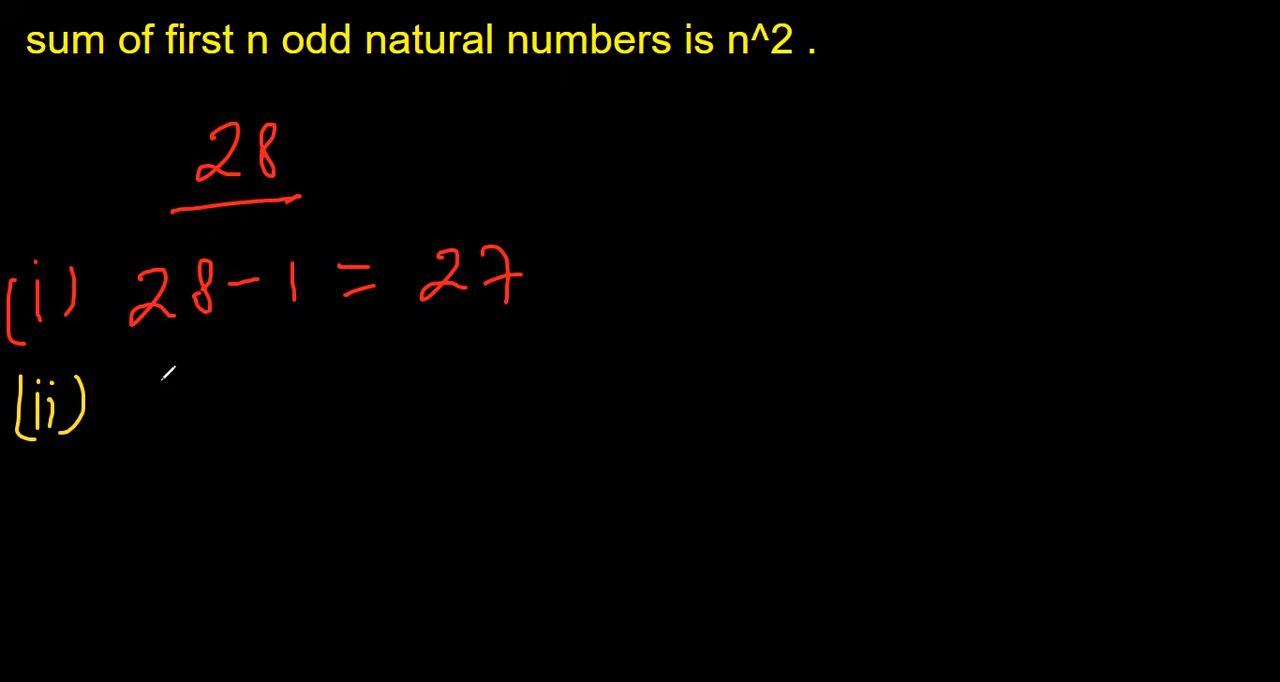 sum of first n odd natural numbers is n^2 .
28
(i) 28 - 1 = 27
(ii)